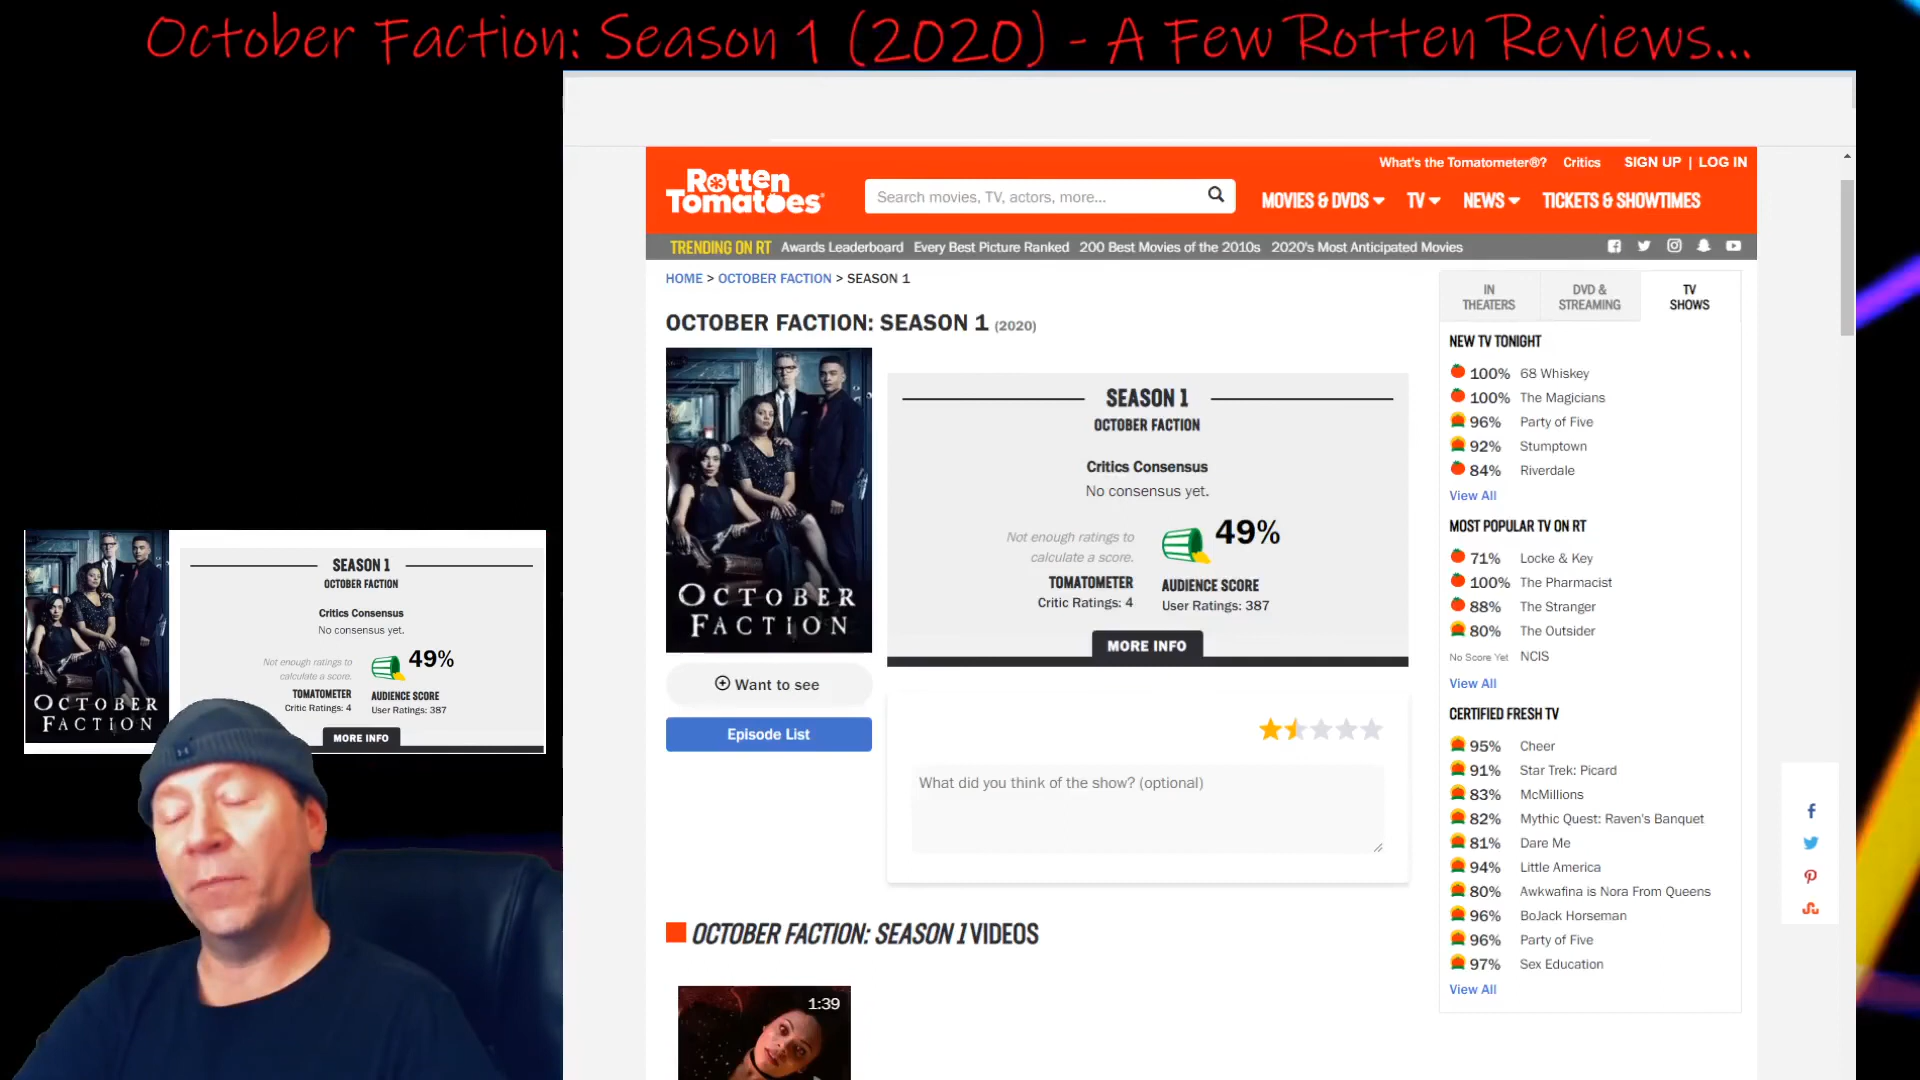 October Faction: Season 1 (2020) - A Few Rotten Reviews...
What's the Tomatometer®? Critics SIGN UP | LOG IN
Rotten
Tomatoes
Search movies, TV, actors, more...
MOVIES & DVDS TV NEWS TICKETS & SHOWTIMES
TRENDING ON RT Awards Leaderboard Every Best Picture Ranked 200 Best Movies of the 2010s 2020's Most Anticipated Movies
HOME > OCTOBER FACTION > SEASON 1
OCTOBER FACTION: SEASON 1 (2020)
OCTOBER
FACTION
Want to see
Episode List
SEASON 1
OCTOBER FACTION
Critics Consensus
No consensus yet.
Not enough ratings to
calculate a score.
TOMATOMETER
Critic Ratings: 4
49%
AUDIENCE SCORE
User Ratings: 387
MORE INFO
What did you think of the show? (optional)
OCTOBER FACTION: SEASON 1 VIDEOS
1:39
IN
THEATERS
DVD &
STREAMING
TV
SHOWS
NEW TV TONIGHT
100% 68 Whiskey
100% The Magicians
96% Party of Five
92% Stumptown
84% Riverdale
View All
MOST POPULAR TV ON RT
71% Locke & Key
100% The Pharmacist
88% The Stranger
80% The Outsider
No Score Yet NCIS
View All
CERTIFIED FRESH TV
95% Cheer
91% Star Trek: Picard
83% McMillions
82% Mythic Quest: Raven's Banquet
81% Dare Me
94% Little America
80% Awkwafina is Nora From Queens
96% BoJack Horseman
96% Party of Five
97% Sex Education
View All
OCTOBER
FACTION
SEASON 1
OCTOBER FACTION
Critics Consensus
No consensus yet.
Not enough ratings to
calculate a score.
TOMATOMETER
Critic Ratings: 4
49%
AUDIENCE SCORE
User Ratings: 387
MORE INFO